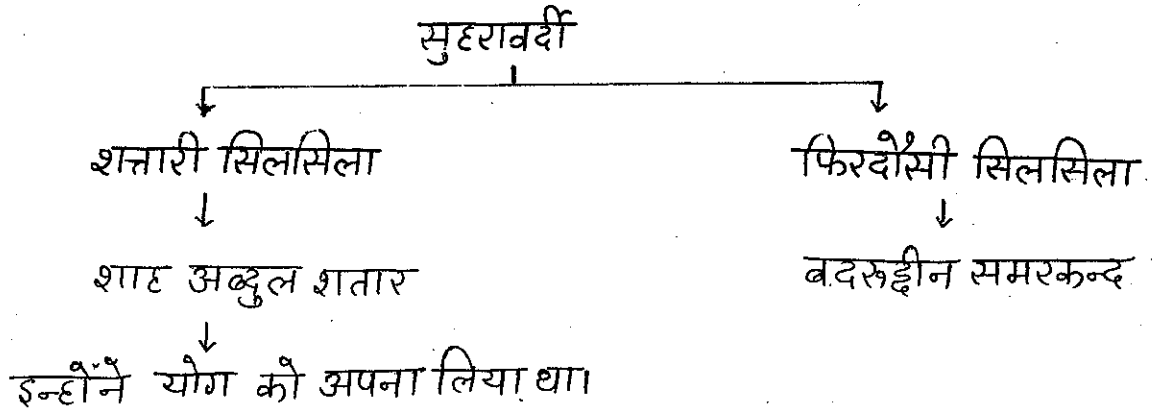 सुहरावर्दी
शत्तारी सिलसिला फिरदौसी सिलसिला
शाह अब्दुल शतार बदरुद्दीन समरकन्द
इन्होंने योग को अपना लिया था।